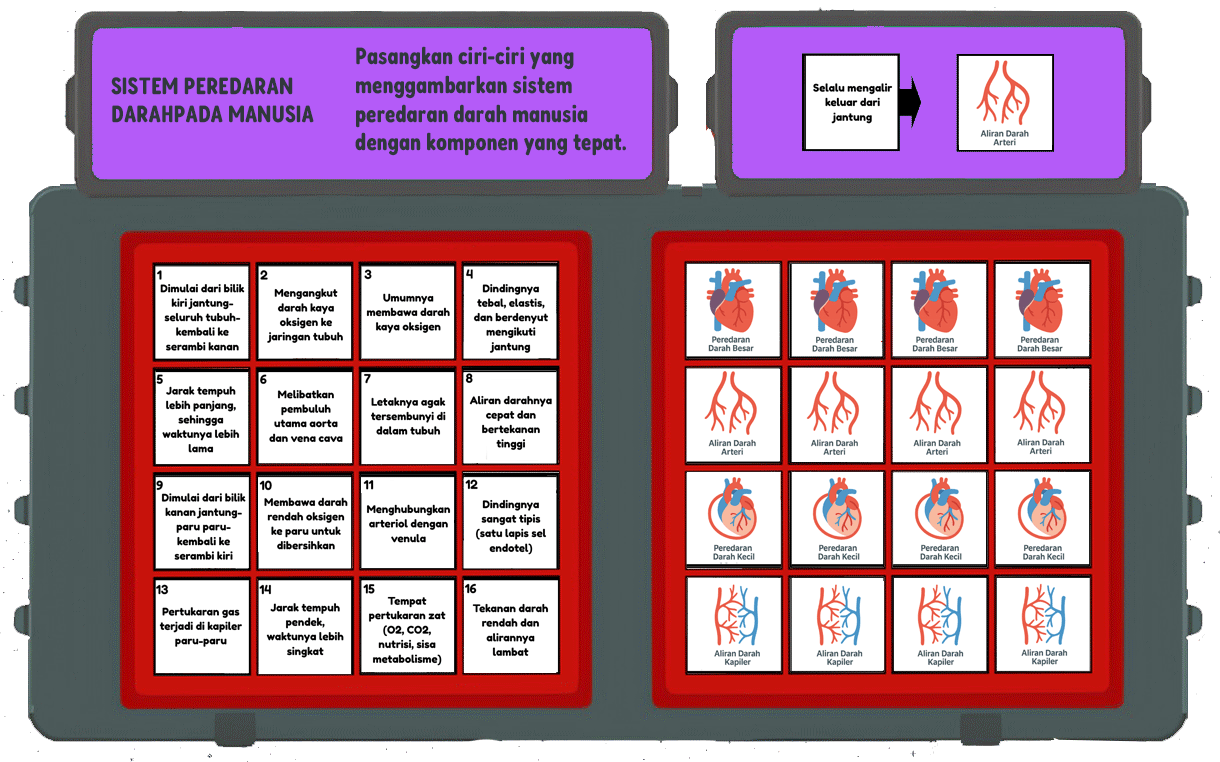 SISTEM PEREDARAN
DARAHPADA MANUSIA
Pasangkan ciri-ciri yang
menggambarkan sistem
peredaran darah manusia
dengan komponen yang tepat.
Selalu mengalir
keluar dari
jantung
Aliran Darah
Arteri
1
Dimulai dari bilik
kiri jantung-
seluruh tubuh-
kembali ke
serambi kanan
2
Mengangkut
darah kaya
oksigen ke
jaringan tubuh
3
Umumnya
membawa darah
kaya oksigen
4
Dindingnya
tebal, elastis,
dan berdenyut
mengikuti
jantung
5
Jarak tempuh
lebih panjang,
sehingga
waktunya lebih
lama
6
Melibatkan
pembuluh
utama aorta
dan vena cava
7
Letaknya agak
tersembunyi di
dalam tubuh
8
Aliran darahnya
cepat dan
bertekanan
tinggi
9
Dimulai dari bilik
kanan jantung-
paru paru-
kembali ke
serambi kiri
10
Membawa darah
rendah oksigen
ke paru untuk
dibersihkan
11
Menghubungkan
arteriol dengan
venula
12
Dindingnya
sangat tipis
(satu lapis sel
endotel)
13
Pertukaran gas
terjadi di kapiler
paru-paru
14
Jarak tempuh
pendek,
waktunya lebih
singkat
15
Tempat
pertukaran zat
(O2, CO2,
nutrisi, sisa
metabolisme)
16
Tekanan darah
rendah dan
alirannya
lambat
Peredaran
Darah Besar
Peredaran
Darah Besar
Peredaran
Darah Besar
Peredaran
Darah Besar
Aliran Darah
Arteri
Aliran Darah
Arteri
Aliran Darah
Arteri
Aliran Darah
Arteri
Peredaran
Darah Kecil
Peredaran
Darah Kecil
Peredaran
Darah Kecil
Peredaran
Darah Kecil
Aliran Darah
Kapiler
Aliran Darah
Kapiler
Aliran Darah
Kapiler
Aliran Darah
Kapiler